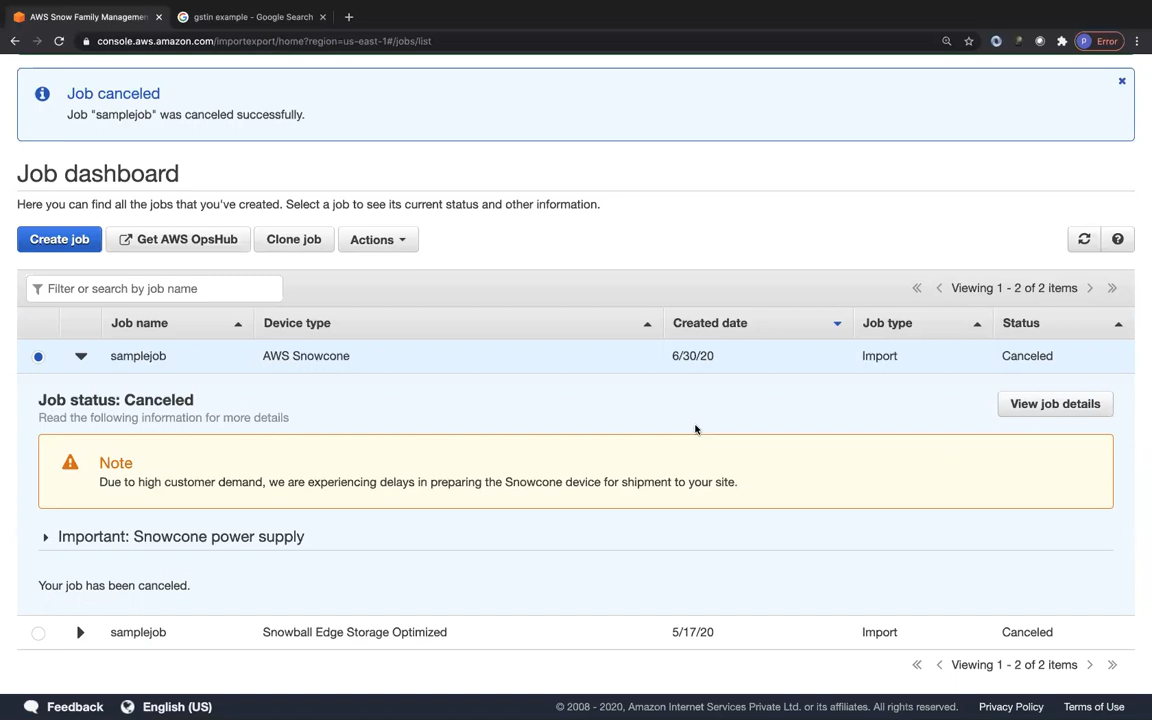 AWS Snow Family Managemen
gstin example - Google Search
console.aws.amazon.com/importexport/home?region=us-east-1#/jobs/list
P Error
Job canceled
Job "samplejob" was canceled successfully.
Job dashboard
Here you can find all the jobs that you've created. Select a job to see its current status and other information.
Create job Get AWS OpsHub Clone job Actions
Filter or search by job name Viewing 1 - 2 of 2 items
Job name Device type Created date Job type Status
samplejob AWS Snowcone 6/30/20 Import Canceled
Job status: Canceled
View job details
Read the following information for more details
Note
Due to high customer demand, we are experiencing delays in preparing the Snowcone device for shipment to your site.
Important: Snowcone power supply
Your job has been canceled.
samplejob Snowball Edge Storage Optimized 5/17/20 Import Canceled
Viewing 1 - 2 of 2 items
Feedback English (US) © 2008 - 2020, Amazon Internet Services Private Ltd. or its affiliates. All rights reserved. Privacy Policy Terms of Use